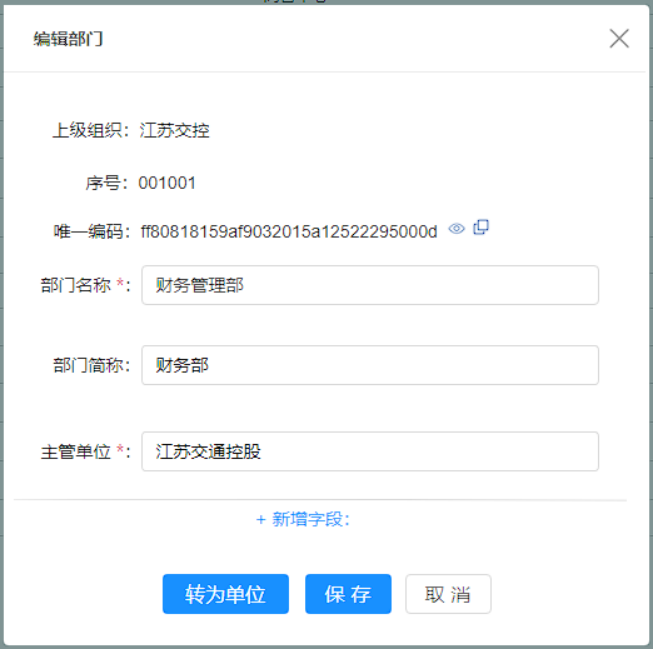 编辑部门
上级组织：江苏交控
序号：001001
唯一编码：ff80818159af9032015a12522295000d
部门名称 *： 财务管理部
部门简称： 财务部
主管单位 *： 江苏交通控股
+ 新增字段：
转为单位 保 存 取 消